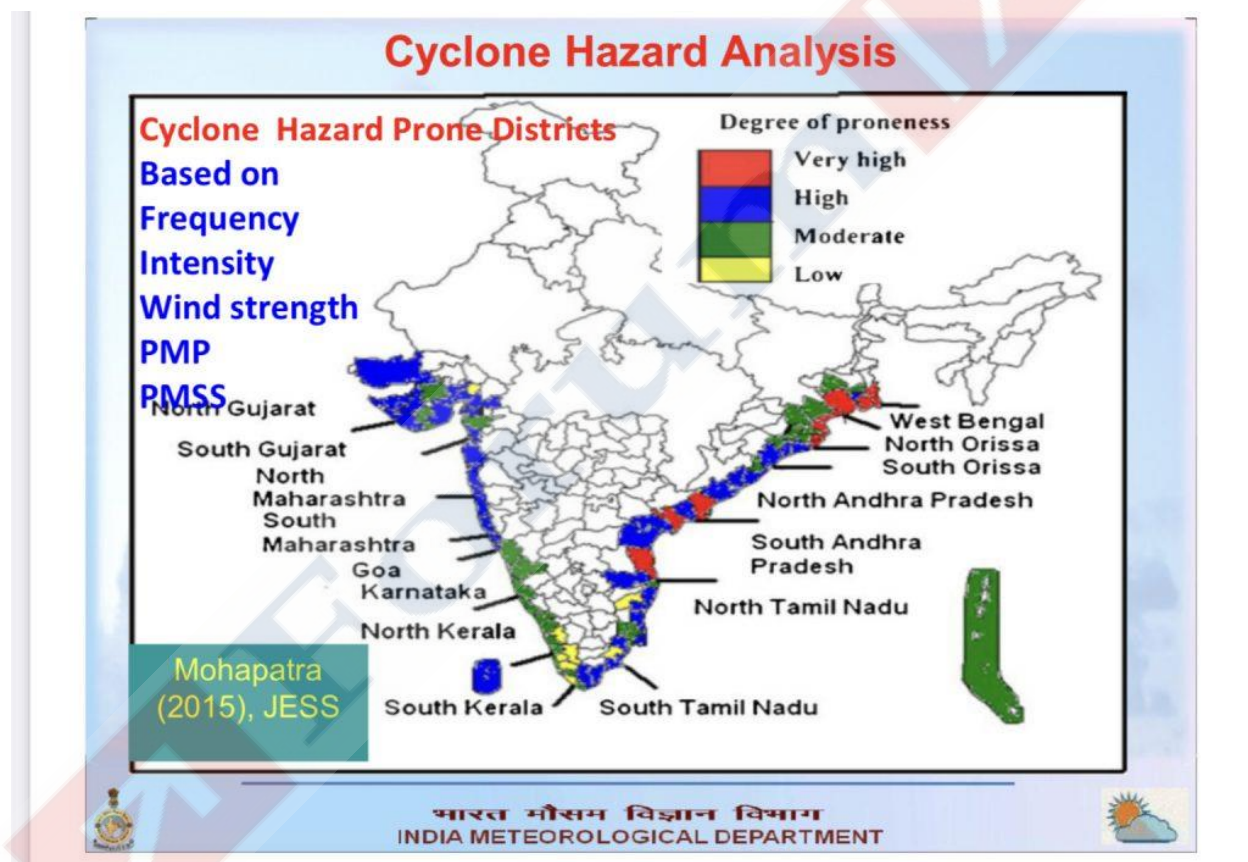 Cyclone Hazard Analysis
Cyclone Hazard Prone Districts
Based on
Frequency
Intensity
Wind strength
PMP
PMSS
Degree of proneness
Very high
High
Moderate
Low
North Gujarat
South Gujarat
North
Maharashtra
South
Maharashtra
Goa
Karnataka
North Kerala
South Kerala
South Tamil Nadu
West Bengal
North Orissa
South Orissa
North Andhra Pradesh
South Andhra
Pradesh
North Tamil Nadu
Mohapatra
(2015), JESS
भारत मौसम विज्ञान विभाग
INDIA METEOROLOGICAL DEPARTMENT